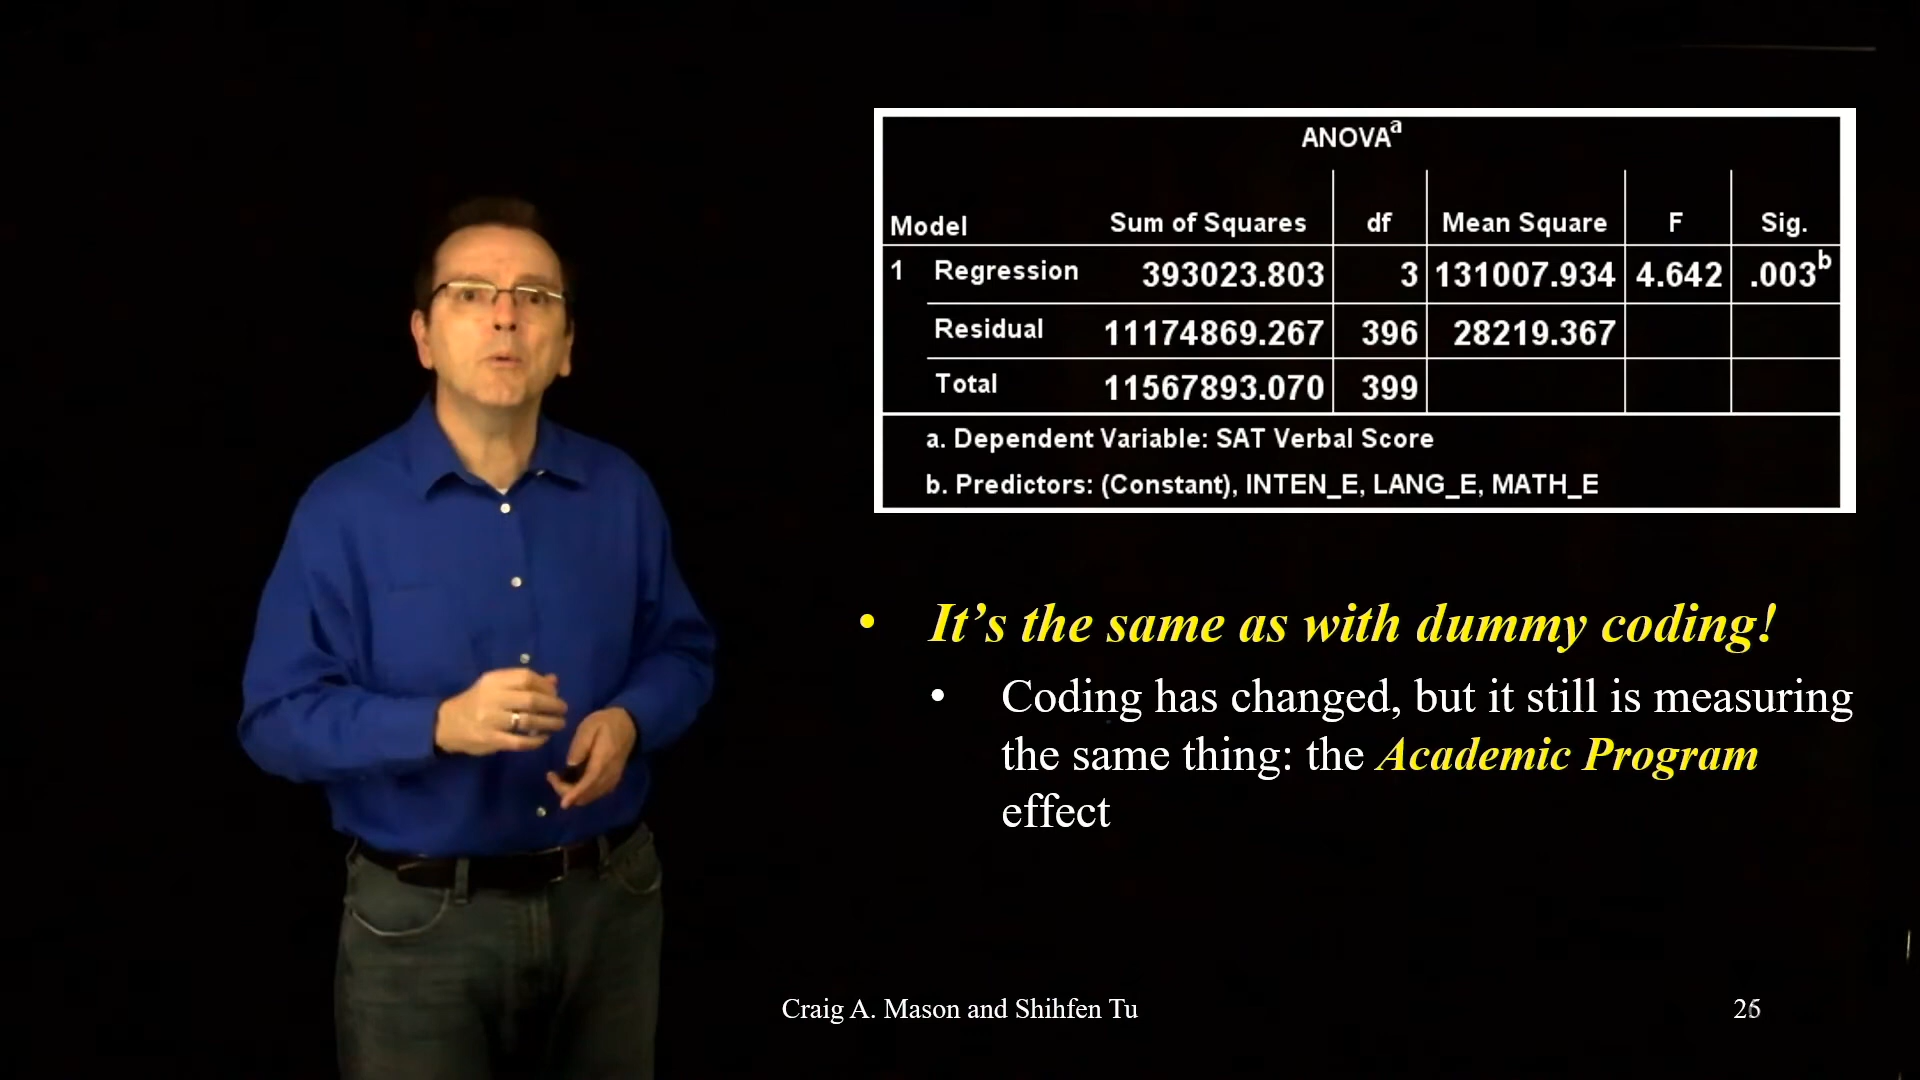 ANOVAa
Model Sum of Squares df Mean Square F Sig.
1 Regression 393023.803 3 131007.934 4.642 .003b
Residual 11174869.267 396 28219.367
Total 11567893.070 399
a. Dependent Variable: SAT Verbal Score
b. Predictors: (Constant), INTEN_E, LANG_E, MATH_E
• It’s the same as with dummy coding!
• Coding has changed, but it still is measuring
the same thing: the Academic Program
effect
Craig A. Mason and Shihfen Tu